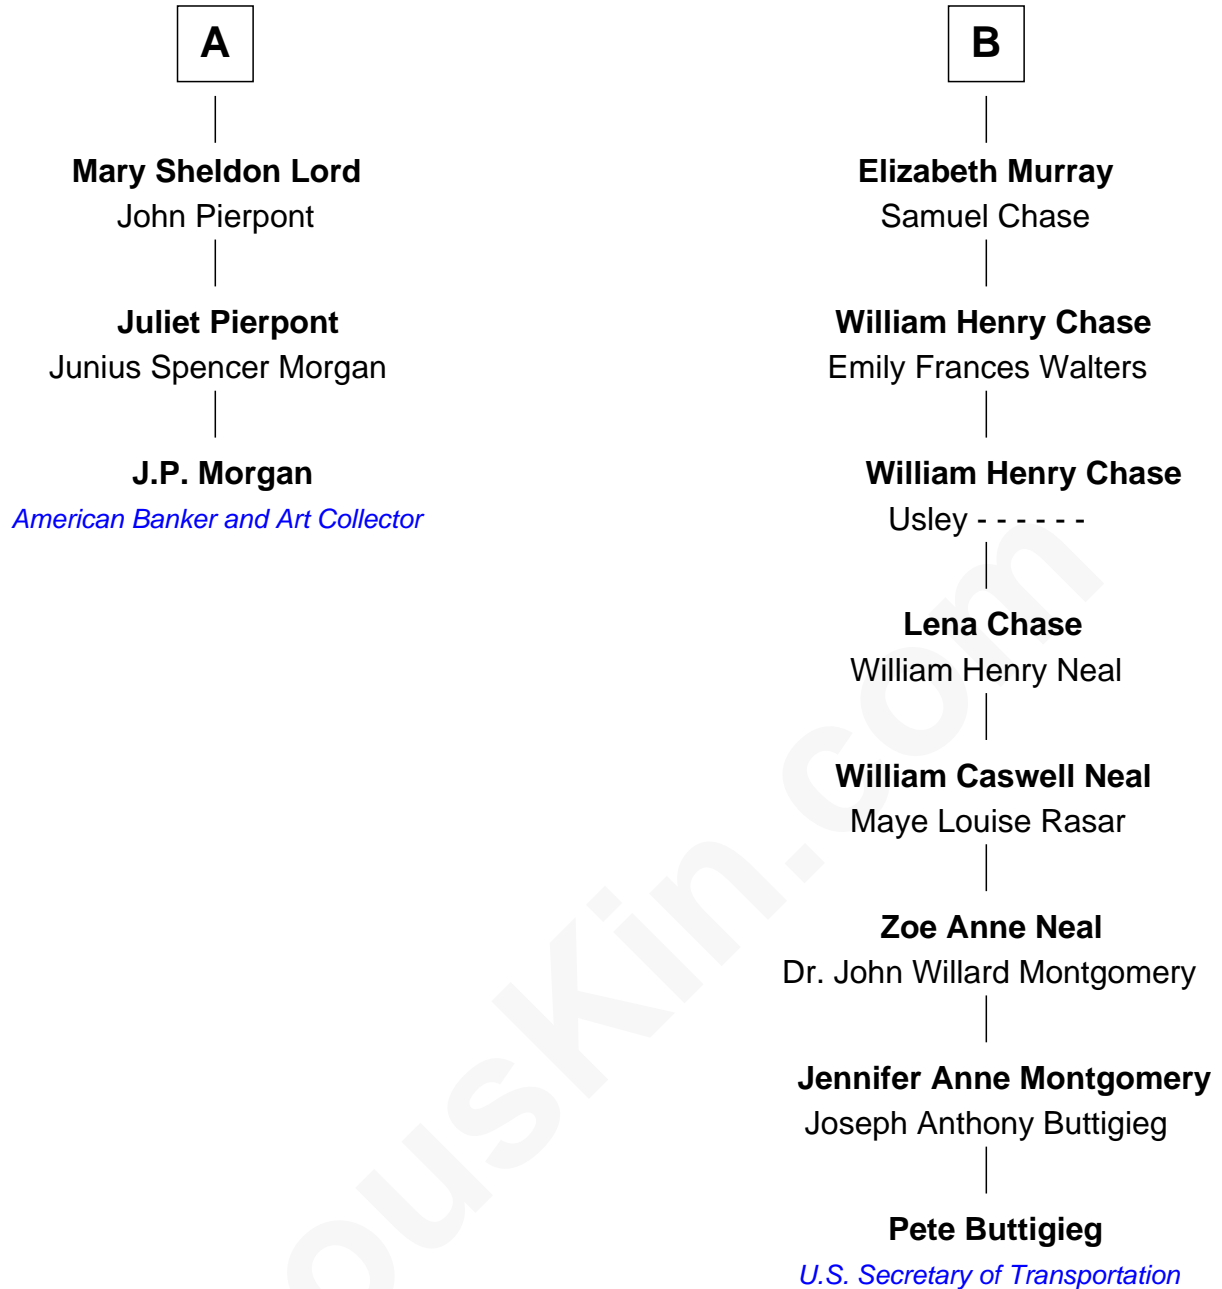 A
Mary Sheldon Lord
John Pierpont
Juliet Pierpont
Junius Spencer Morgan
J.P. Morgan
American Banker and Art Collector
B
Elizabeth Murray
Samuel Chase
William Henry Chase
Emily Frances Walters
William Henry Chase
Usley - - - - - -
Lena Chase
William Henry Neal
William Caswell Neal
Maye Louise Rasar
Zoe Anne Neal
Dr. John Willard Montgomery
Jennifer Anne Montgomery
Joseph Anthony Buttigieg
Pete Buttigieg
U.S. Secretary of Transportation
ousKin.com